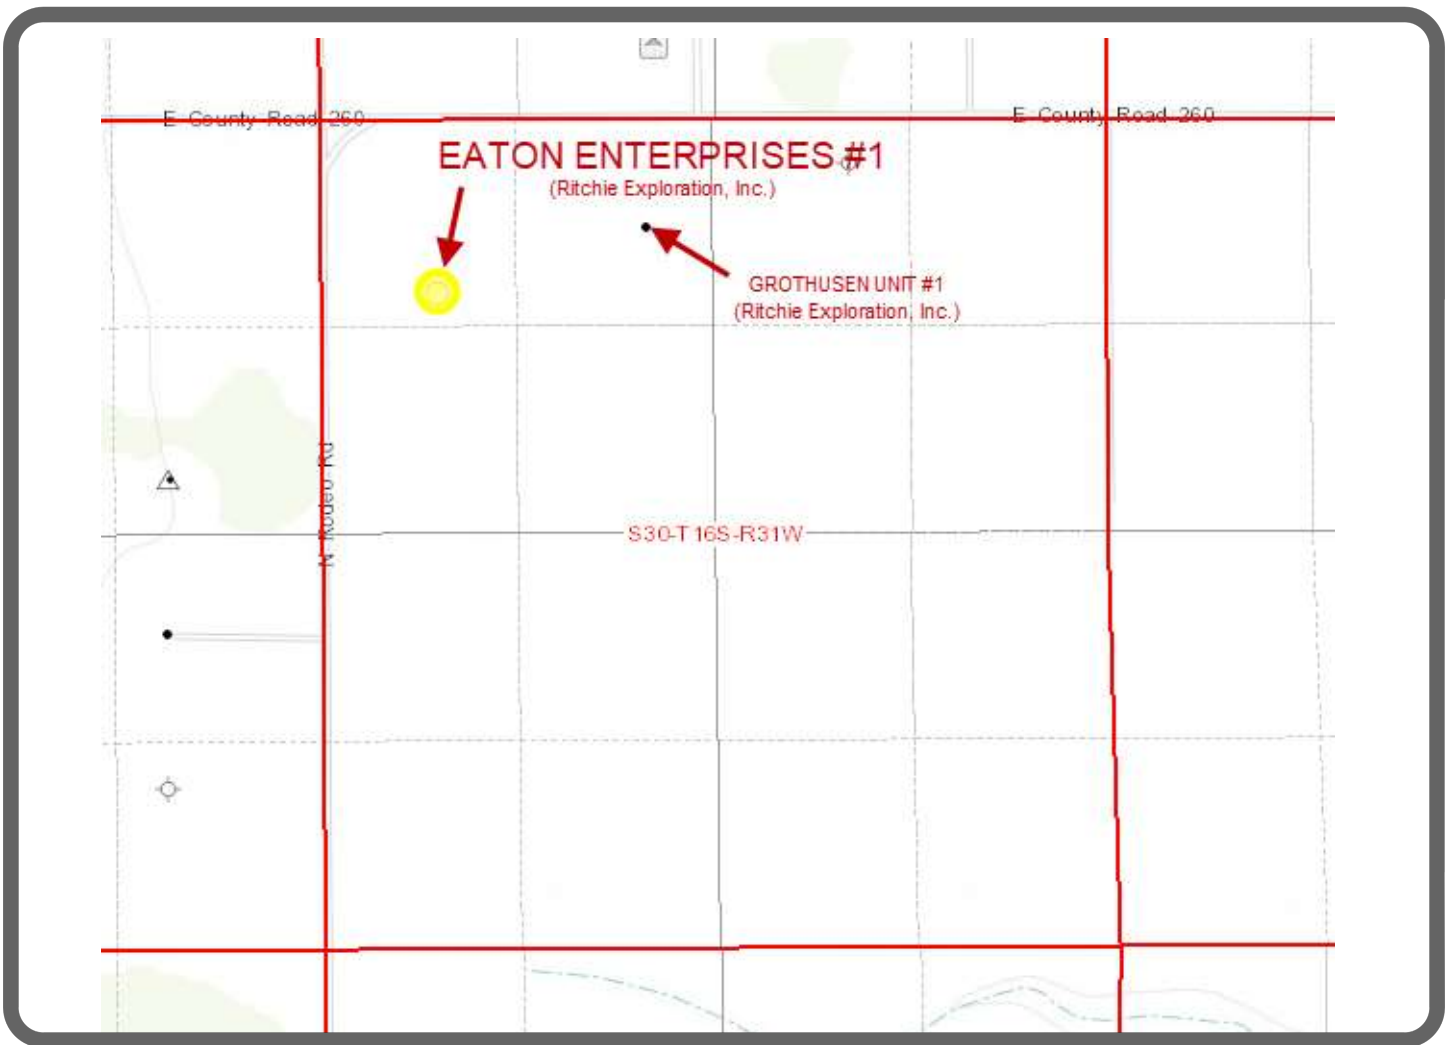 E County Road 260
E County Road 260
EATON ENTERPRISES #1
(Ritchie Exploration, Inc.)
GROTHUSEN UNIT #1
(Ritchie Exploration, Inc.)
N Rodeo Rd
S30-T16S-R31W